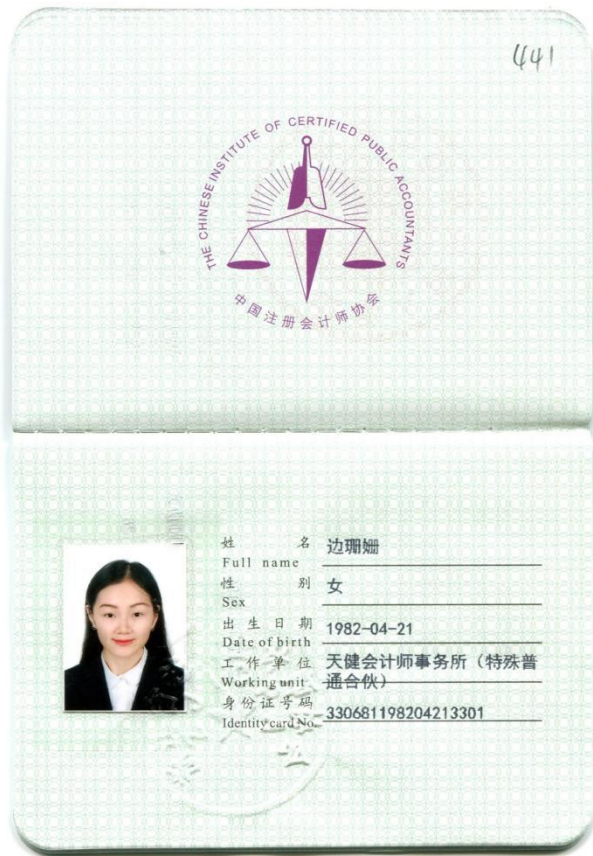 441
THE CHINESE INSTITUTE OF CERTIFIED PUBLIC ACCOUNTANTS
中国注册会计师协会
姓 名 边珊姗
Full name
性 别 女
Sex
出生日期 1982-04-21
Date of birth
工作单位 天健会计师事务所（特殊普
Working unit 通合伙）
身份证号码
Identity card No. 330681198204213301